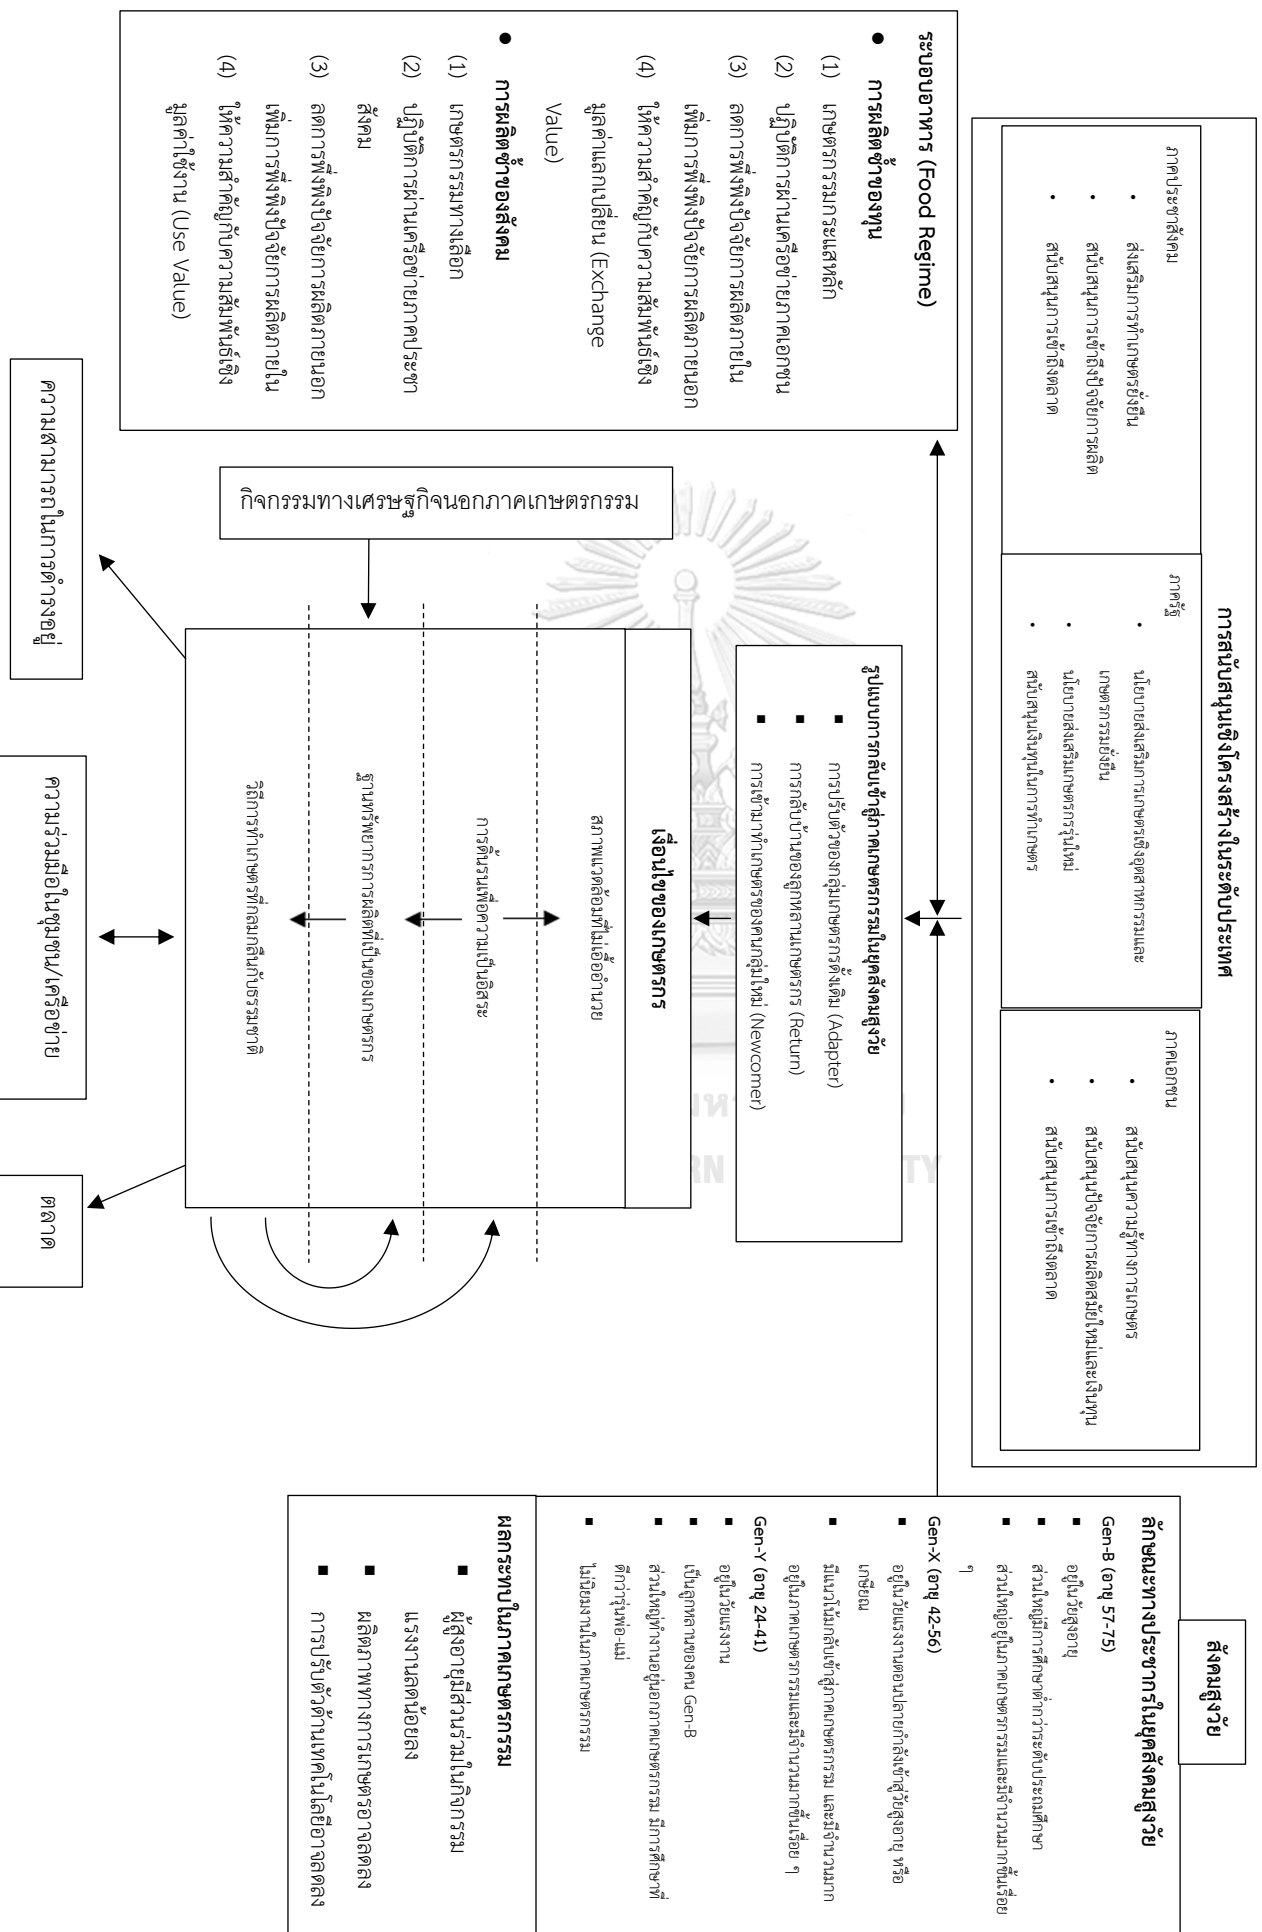 การสนับสนุนเชิงโครงสร้างในระดับประเทศ
ภาคประชาสังคม
• ส่งเสริมการทำเกษตรยั่งยืน
• สนับสนุนการเข้าถึงปัจจัยการผลิต
• สนับสนุนการเข้าถึงตลาด
ภาครัฐ
• นโยบายส่งเสริมการเกษตรเชิงอุตสาหกรรมและ
เกษตรกรรมยั่งยืน
• นโยบายส่งเสริมเกษตรกรรุ่นใหม่
• สนับสนุนเงินทุนในการทำเกษตร
ภาคเอกชน
• สนับสนุนความรู้ทางการเกษตร
• สนับสนุนปัจจัยการผลิตสมัยใหม่และเงินทุน
• สนับสนุนการเข้าถึงตลาด
สังคมสูงวัย
ลักษณะทางประชากรในยุคสังคมสูงวัย
Gen-B (อายุ 57-75)
▪ อยู่ในวัยสูงอายุ
▪ ส่วนใหญ่มีการศึกษาต่ำกว่าระดับประถมศึกษา
▪ ส่วนใหญ่อยู่ในภาคเกษตรกรรมและมีจำนวนมากขึ้นเรื่อย
ๆ
Gen-X (อายุ 42-56)
▪ อยู่ในวัยแรงงานตอนปลายกำลังเข้าสู่วัยสูงอายุ หรือ
เกษียณ
▪ มีแนวโน้มกลับเข้าสู่ภาคเกษตรกรรม และมีจำนวนมาก
อยู่ในภาคเกษตรกรรมและมีจำนวนมากขึ้นเรื่อย ๆ
Gen-Y (อายุ 24-41)
▪ อยู่ในวัยแรงงาน
▪ เป็นลูกหลานของคน Gen-B
▪ ส่วนใหญ่ทำงานอยู่นอกภาคเกษตรกรรม มีการศึกษาที่
ดีกว่ารุ่นพ่อ-แม่
▪ ไม่นิยมงานในภาคเกษตรกรรม
ผลกระทบในภาคเกษตรกรรม
▪ ผู้สูงอายุมีส่วนร่วมในกิจกรรม
แรงงานลดน้อยลง
▪ ผลิตภาพทางการเกษตรอาจลดลง
▪ การปรับตัวด้านเทคโนโลยีอาจลดลง
ระบอบอาหาร (Food Regime)
• การผลิตซ้ำของทุน
(1) เกษตรกรรมกระแสหลัก
(2) ปฏิบัติการผ่านเครือข่ายภาคเอกชน
(3) ลดการพึ่งพิงปัจจัยการผลิตภายใน
เพิ่มการพึ่งพิงปัจจัยการผลิตภายนอก
(4) ให้ความสำคัญกับความสัมพันธ์เชิง
มูลค่าแลกเปลี่ยน (Exchange
Value)
• การผลิตซ้ำของสังคม
(1) เกษตรกรรมทางเลือก
(2) ปฏิบัติการผ่านเครือข่ายภาคประชา
สังคม
(3) ลดการพึ่งพิงปัจจัยการผลิตภายนอก
เพิ่มการพึ่งพิงปัจจัยการผลิตภายใน
(4) ให้ความสำคัญกับความสัมพันธ์เชิง
มูลค่าใช้งาน (Use Value)
รูปแบบการกลับเข้าสู่ภาคเกษตรกรรมในยุคสังคมสูงวัย
▪ การปรับตัวของกลุ่มเกษตรกรดั้งเดิม (Adapter)
▪ การกลับบ้านของลูกหลานเกษตรกร (Return)
▪ การเข้ามาทำเกษตรของคนกลุ่มใหม่ (Newcomer)
กิจกรรมทางเศรษฐกิจนอกภาคเกษตรกรรม
เงื่อนไขของเกษตรกร
สภาพแวดล้อมที่ไม่เอื้ออำนวย
การดิ้นรนเพื่อความเป็นอิสระ
ฐานทรัพยากรการผลิตที่เป็นของเกษตรกร
วิถีการทำเกษตรที่กลมกลืนกับธรรมชาติ
ความสามารถในการดำรงอยู่
ความร่วมมือในชุมชน/เครือข่าย
ตลาด